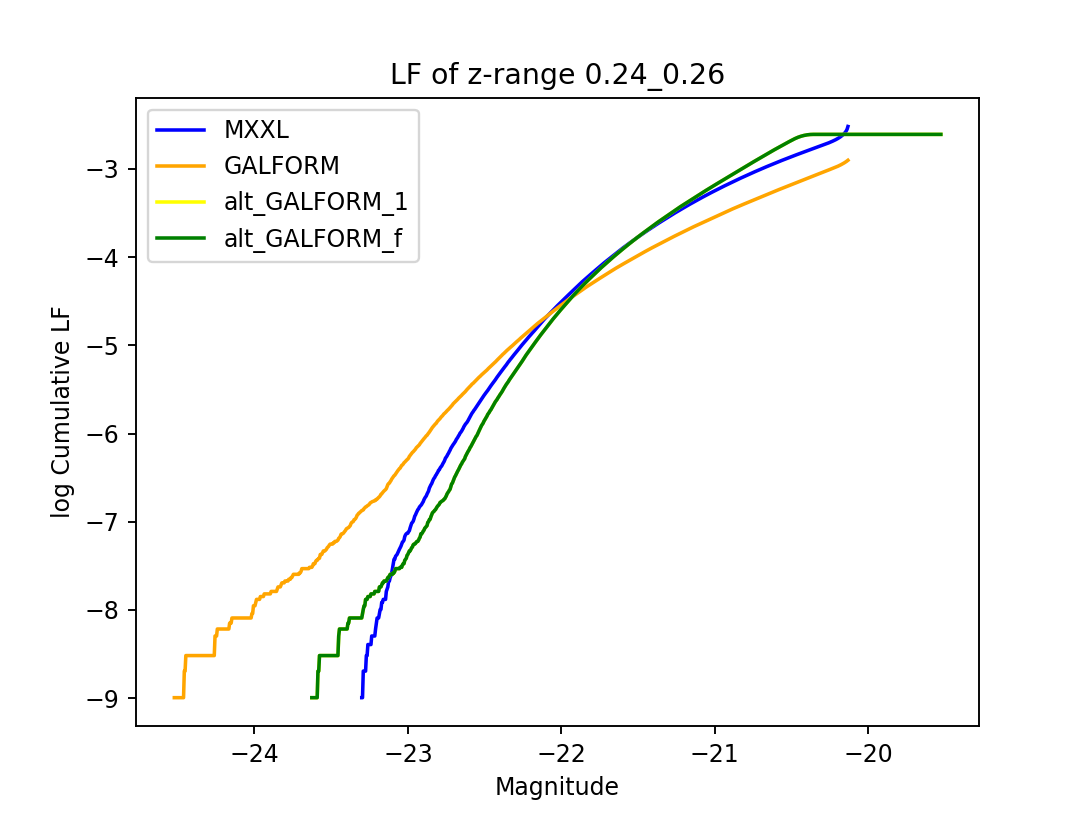 LF of z-range 0.24_0.26
MXXL
GALFORM
alt_GALFORM_1
alt_GALFORM_f
log Cumulative LF
−3
−4
−5
−6
−7
−8
−9
−24
−23
−22
−21
−20
Magnitude